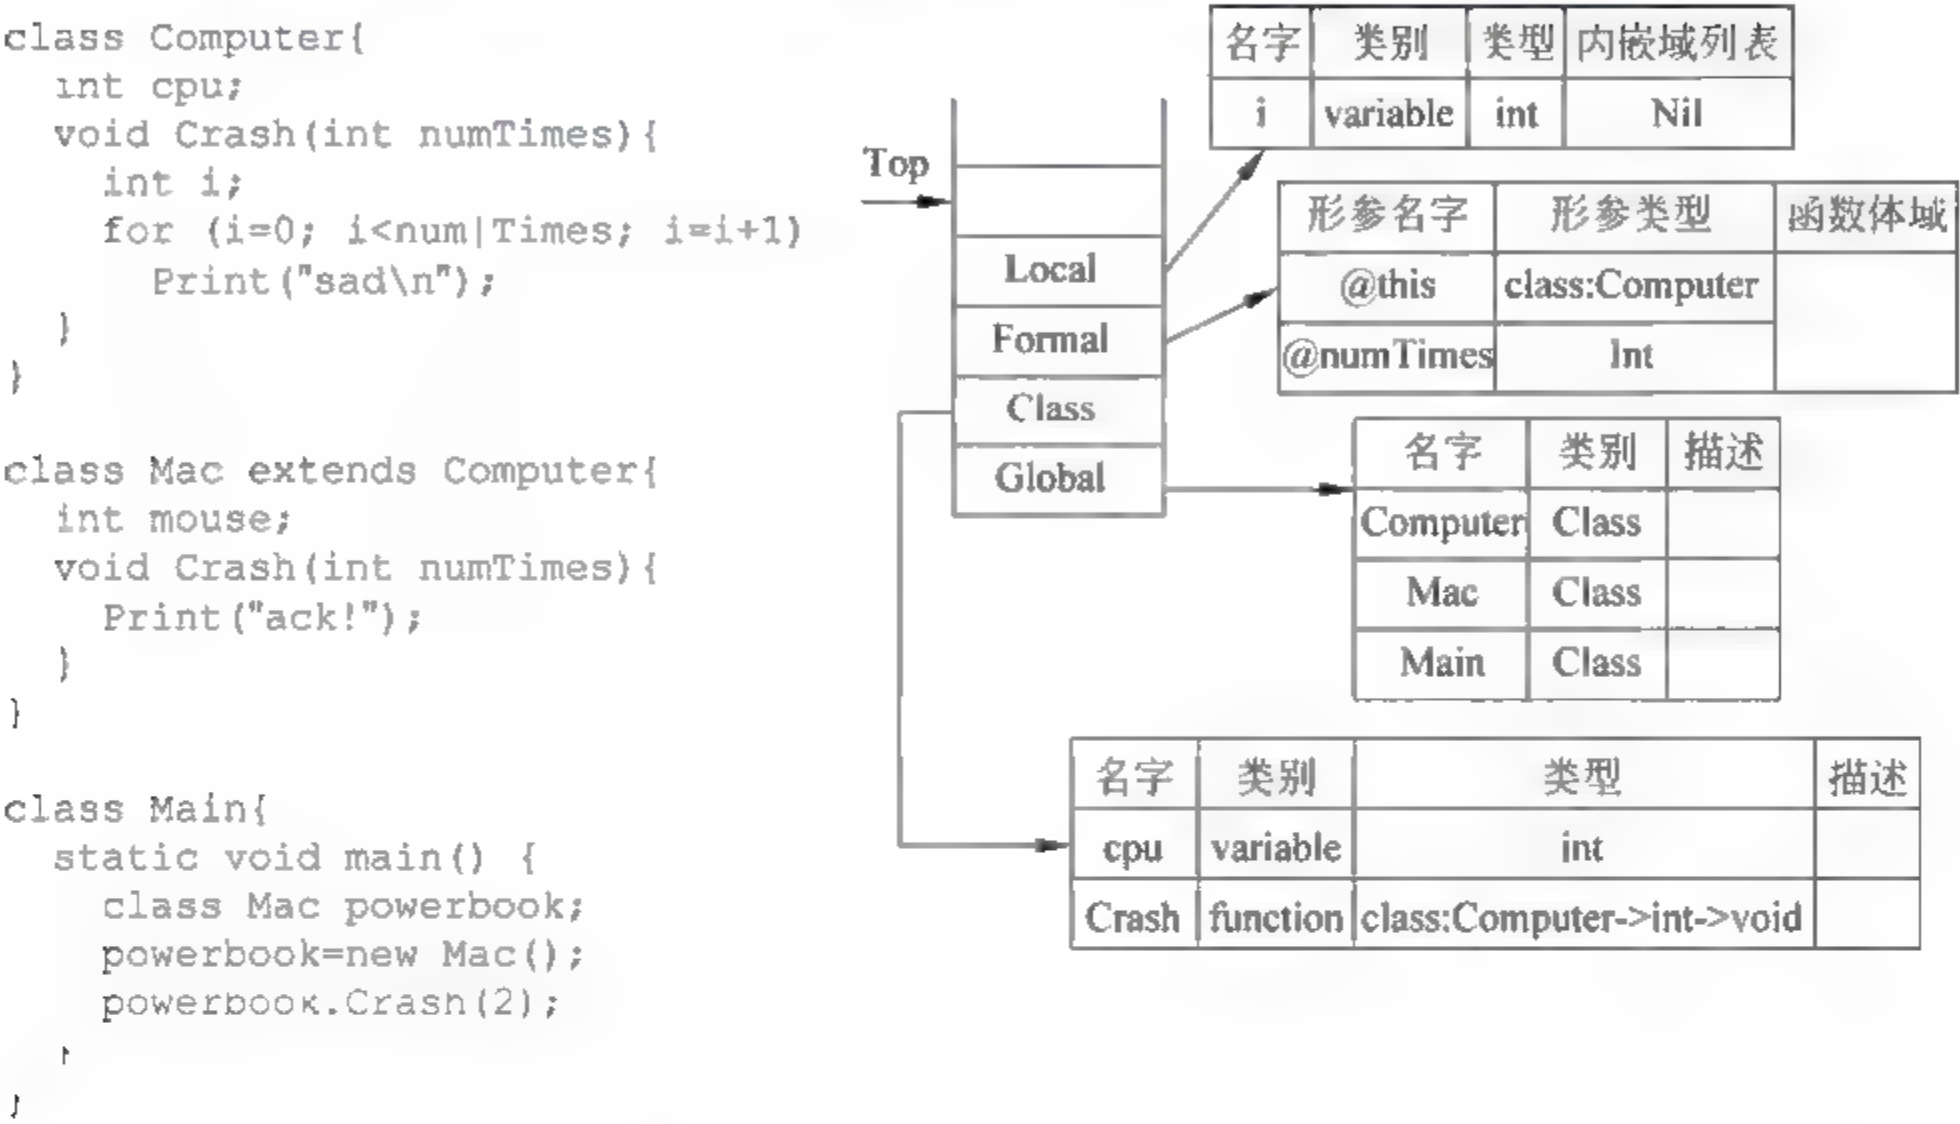 class Computer{
int cpu;
void Crash(int numTimes){
int i;
for (i=0; i<num|Times; i=i+1)
Print("sad\n");
}
}
class Mac extends Computer{
int mouse;
void Crash(int numTimes){
Print("ack!");
}
}
class Main{
static void main() {
class Mac powerbook;
powerbook=new Mac();
powerbook.Crash(2);
}
}
Top
Local
Formal
Class
Global
名字 类别 类型 内嵌域列表
i variable int Nil
形参名字 形参类型 函数体域
@this class:Computer
@numTimes Int
名字 类别 描述
Computer Class
Mac Class
Main Class
名字 类别 类型 描述
cpu variable int
Crash function class:Computer->int->void